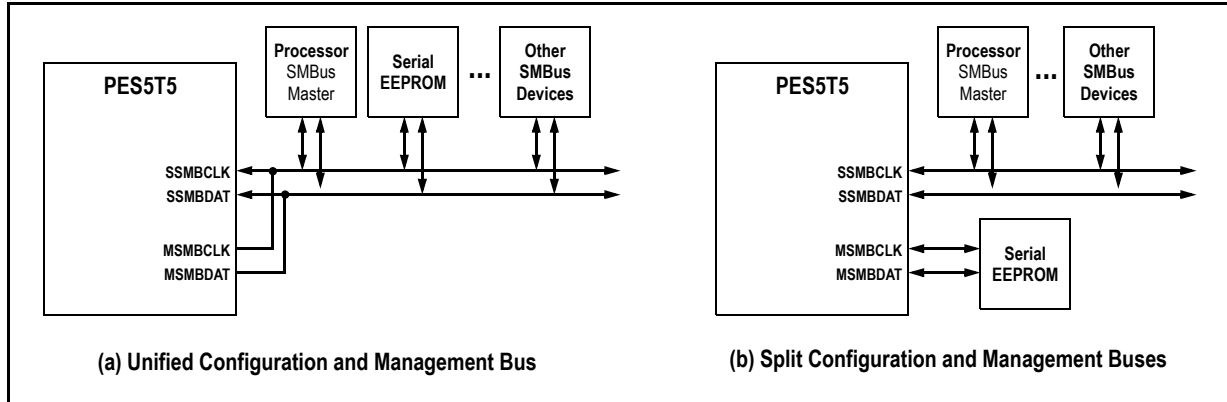 PES5T5
Processor
SMBus
Master
Serial
EEPROM
...
Other
SMBus
Devices
SSMBCLK
SSMBDAT
MSMBCLK
MSMBDAT
(a) Unified Configuration and Management Bus
PES5T5
Processor
SMBus
Master
...
Other
SMBus
Devices
SSMBCLK
SSMBDAT
MSMBCLK
MSMBDAT
Serial
EEPROM
(b) Split Configuration and Management Buses